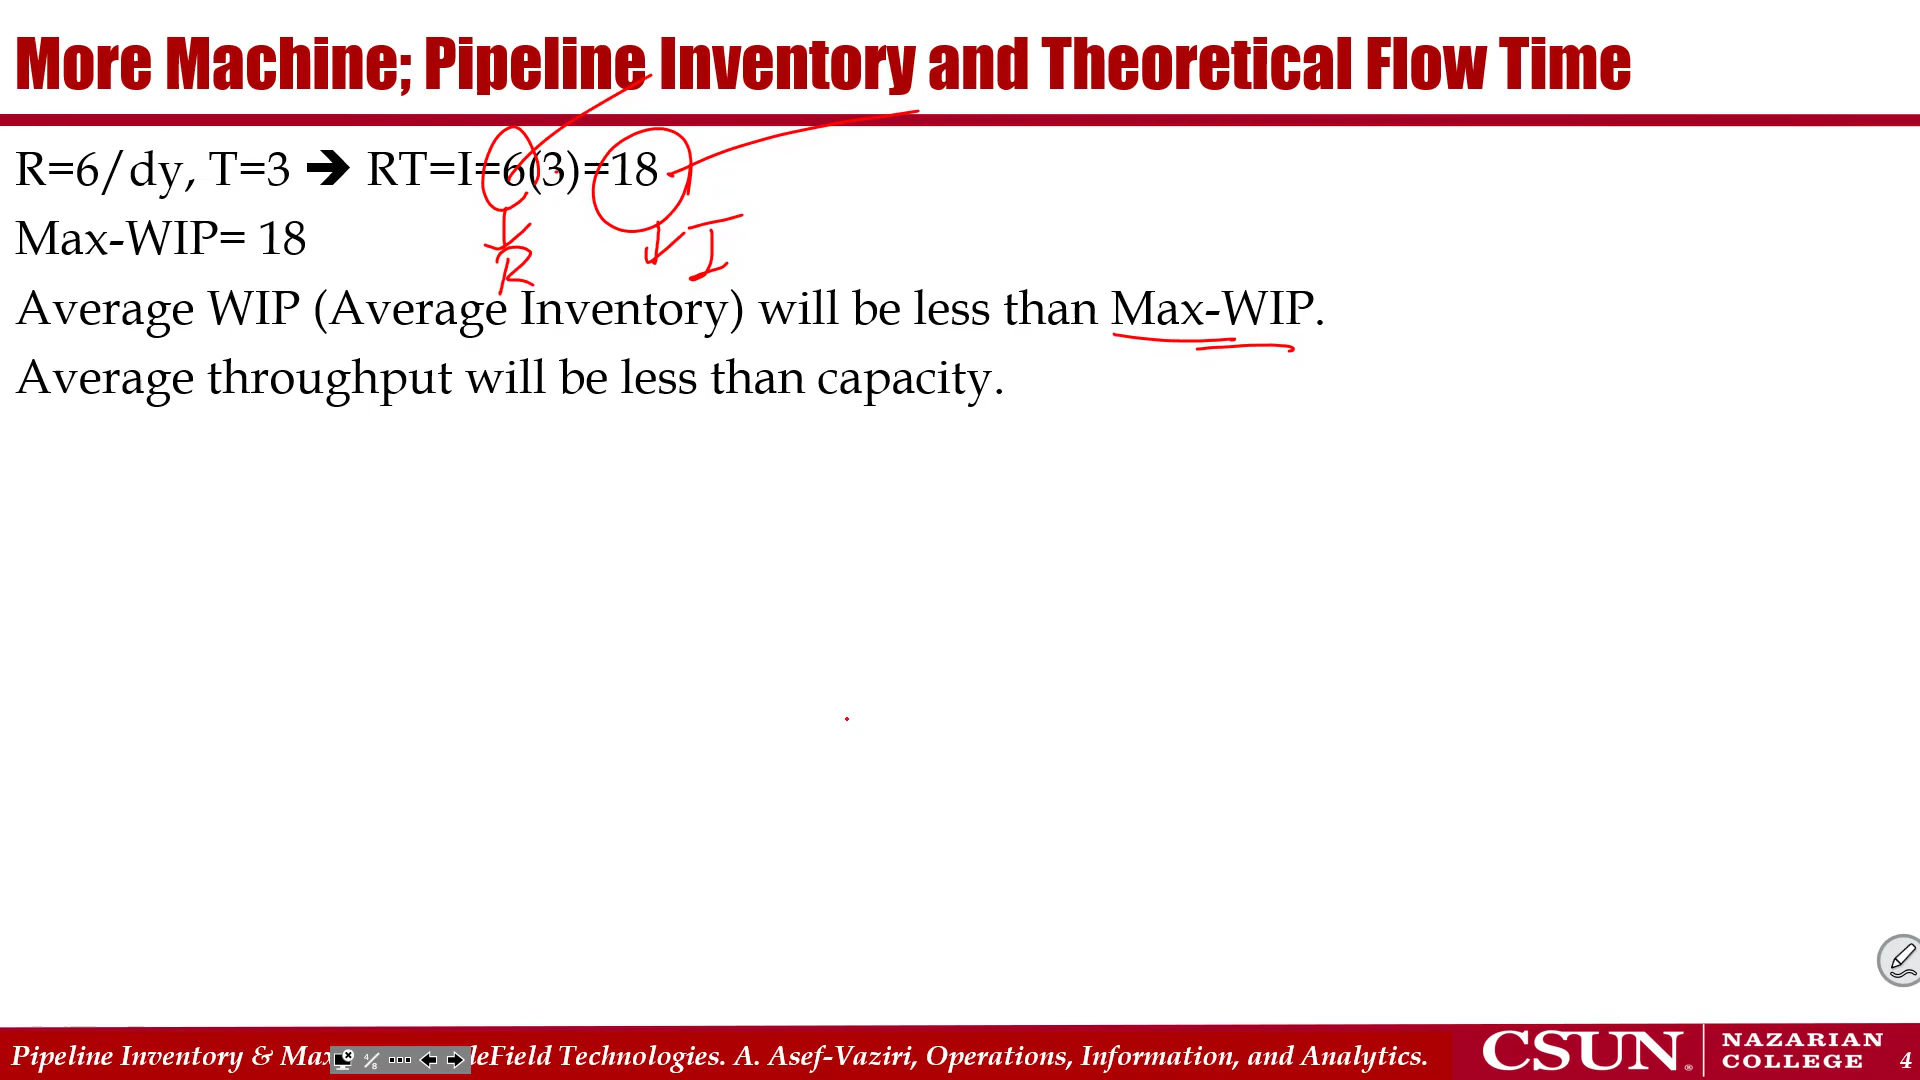 More Machine; Pipeline Inventory and Theoretical Flow Time
R=6/dy, T=3 ➔ RT=I=6(3)=18
R
I
Max-WIP= 18
Average WIP (Average Inventory) will be less than Max-WIP.
Average throughput will be less than capacity.
Pipeline Inventory & Max leField Technologies. A. Asef-Vaziri, Operations, Information, and Analytics.
4/8
CSUN NAZARIAN COLLEGE
4